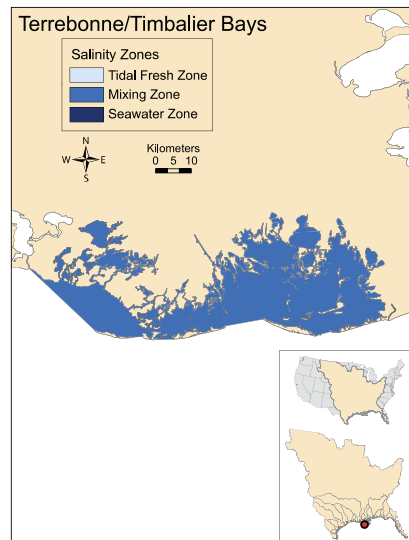 Terrebonne/Timbalier Bays
Salinity Zones
Tidal Fresh Zone
Mixing Zone
Seawater Zone
N
W E
S
Kilometers
0 5 10